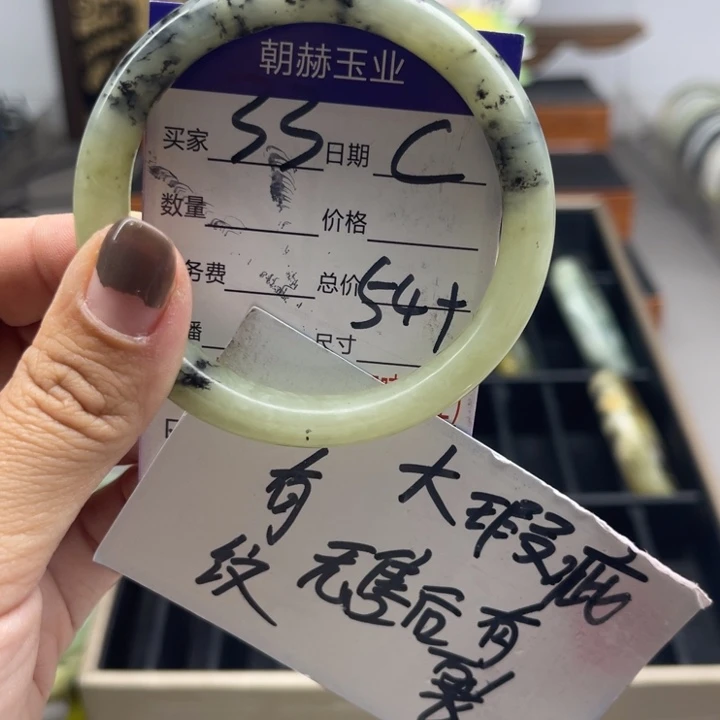 朝赫玉业
买家 55 日期 C
数量 价格
务费 总价 54+
播 尺寸
有 大瑕疵
纹 无售后有
裂